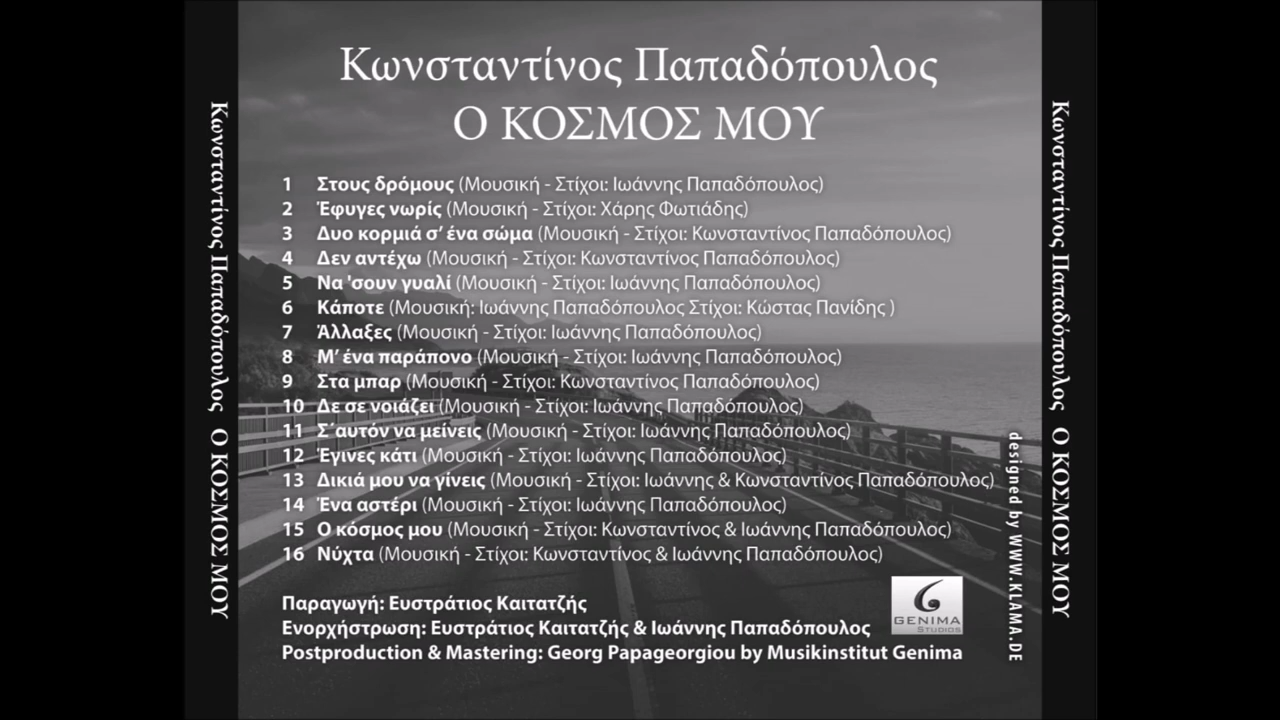 Κωνσταντίνος Παπαδόπουλος
Ο ΚΟΣΜΟΣ ΜΟΥ
1 Στους δρόμους (Μουσική - Στίχοι: Ιωάννης Παπαδόπουλος)
2 Έφυγες νωρίς (Μουσική - Στίχοι: Χάρης Φωτιάδης)
3 Δυο κορμιά σ' ένα σώμα (Μουσική - Στίχοι: Κωνσταντίνος Παπαδόπουλος)
4 Δεν αντέχω (Μουσική - Στίχοι: Κωνσταντίνος Παπαδόπουλος)
5 Να 'σουν γυαλί (Μουσική - Στίχοι: Ιωάννης Παπαδόπουλος)
6 Κάποτε (Μουσική: Ιωάννης Παπαδόπουλος Στίχοι: Κώστας Πανίδης )
7 Άλλαξες (Μουσική - Στίχοι: Ιωάννης Παπαδόπουλος)
8 Μ' ένα παράπονο (Μουσική - Στίχοι: Ιωάννης Παπαδόπουλος)
9 Στα μπαρ (Μουσική - Στίχοι: Κωνσταντίνος Παπαδόπουλος)
10 Δε σε νοιάζει (Μουσική - Στίχοι: Ιωάννης Παπαδόπουλος)
11 Σ΄αυτόν να μείνεις (Μουσική - Στίχοι: Ιωάννης Παπαδόπουλος)
12 Έγινες κάτι (Μουσική - Στίχοι: Ιωάννης Παπαδόπουλος)
13 Δικιά μου να γίνεις (Μουσική - Στίχοι: Ιωάννης & Κωνσταντίνος Παπαδόπουλος)
14 Ένα αστέρι (Μουσική - Στίχοι: Ιωάννης Παπαδόπουλος)
15 Ο κόσμος μου (Μουσική - Στίχοι: Κωνσταντίνος & Ιωάννης Παπαδόπουλος)
16 Νύχτα (Μουσική - Στίχοι: Κωνσταντίνος & Ιωάννης Παπαδόπουλος)
Παραγωγή: Ευστράτιος Καιτατζής
Ενορχήστρωση: Ευστράτιος Καιτατζής & Ιωάννης Παπαδόπουλος
Postproduction & Mastering: Georg Papageorgiou by Musikinstitut Genima
GENIMA
STUDIOS
designed by WWW.KLAMA.DE
Κωνσταντίνος Παπαδόπουλος Ο ΚΟΣΜΟΣ ΜΟΥ
Κωνσταντίνος Παπαδόπουλος Ο ΚΟΣΜΟΣ ΜΟΥ